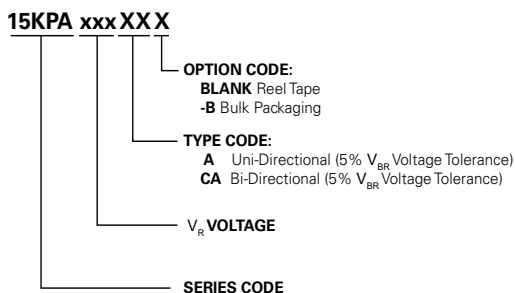 15KPA xxx XX X
OPTION CODE:
BLANK Reel Tape
-B Bulk Packaging
TYPE CODE:
A Uni-Directional (5% VBR Voltage Tolerance)
CA Bi-Directional (5% VBR Voltage Tolerance)
VR VOLTAGE
SERIES CODE